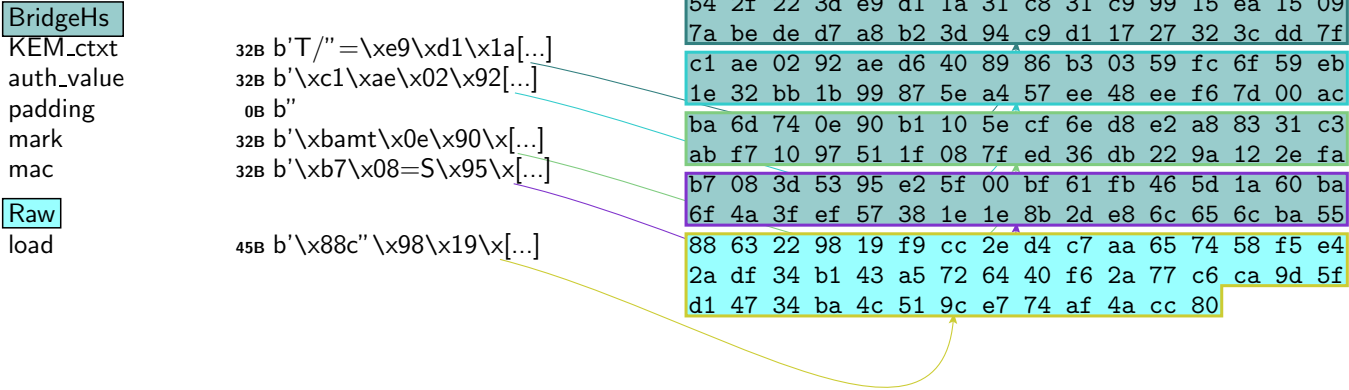 BridgeHs
KEM_ctxt 32B b'T/"=\xe9\xd1\x1a[...]
auth_value 32B b'\xc1\xae\x02\x92[...]
padding 0B b''
mark 32B b'\xbamt\x0e\x90\x[...]
mac 32B b'\xb7\x08=S\x95\x[...]
Raw
load 45B b'\x88c"\x98\x19\x[...]
54 2f 22 3d e9 d1 1a 31 c8 31 c9 99 15 ea 15 09
7a be de d7 a8 b2 3d 94 c9 d1 17 27 32 3c dd 7f
c1 ae 02 92 ae d6 40 89 86 b3 03 59 fc 6f 59 eb
1e 32 bb 1b 99 87 5e a4 57 ee 48 ee f6 7d 00 ac
ba 6d 74 0e 90 b1 10 5e cf 6e d8 e2 a8 83 31 c3
ab f7 10 97 51 1f 08 7f ed 36 db 22 9a 12 2e fa
b7 08 3d 53 95 e2 5f 00 bf 61 fb 46 5d 1a 60 ba
6f 4a 3f ef 57 38 1e 1e 8b 2d e8 6c 65 6c ba 55
88 63 22 98 19 f9 cc 2e d4 c7 aa 65 74 58 f5 e4
2a df 34 b1 43 a5 72 64 40 f6 2a 77 c6 ca 9d 5f
d1 47 34 ba 4c 51 9c e7 74 af 4a cc 80